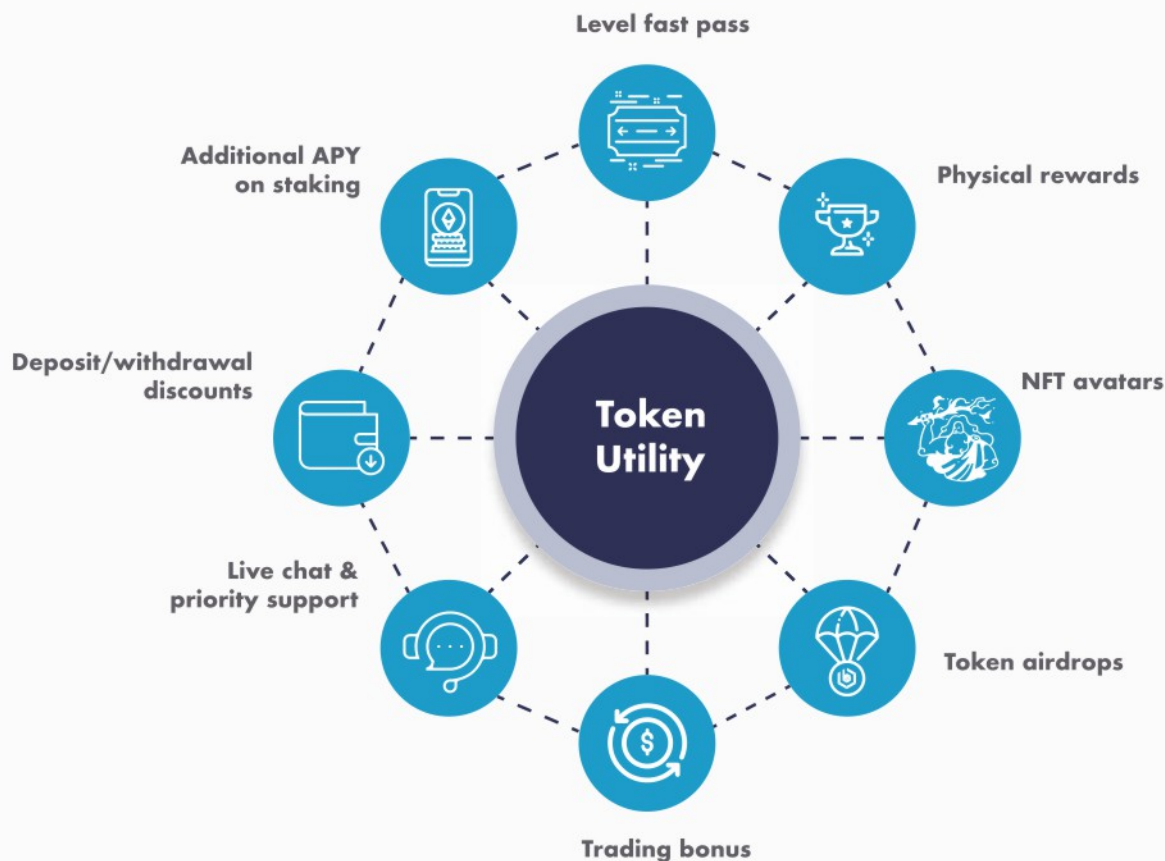 Level fast pass
Additional APY
on staking
Physical rewards
Deposit/withdrawal
discounts
NFT avatars
Token
Utility
Live chat &
priority support
Token airdrops
$
Trading bonus